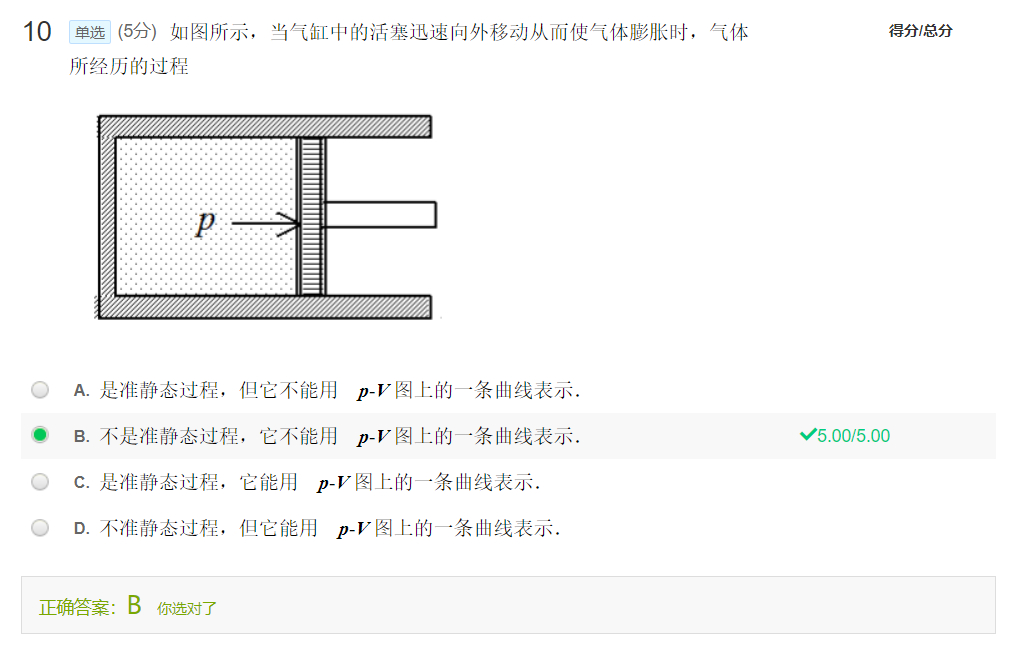 10 单选 (5分) 如图所示，当气缸中的活塞迅速向外移动从而使气体膨胀时，气体 得分/总分
所经历的过程
p
A. 是准静态过程，但它不能用 p-V图上的一条曲线表示．
B. 不是准静态过程，它不能用 p-V图上的一条曲线表示． 5.00/5.00
C. 是准静态过程，它能用 p-V图上的一条曲线表示．
D. 不准静态过程，但它能用 p-V图上的一条曲线表示．
正确答案：B 你选对了